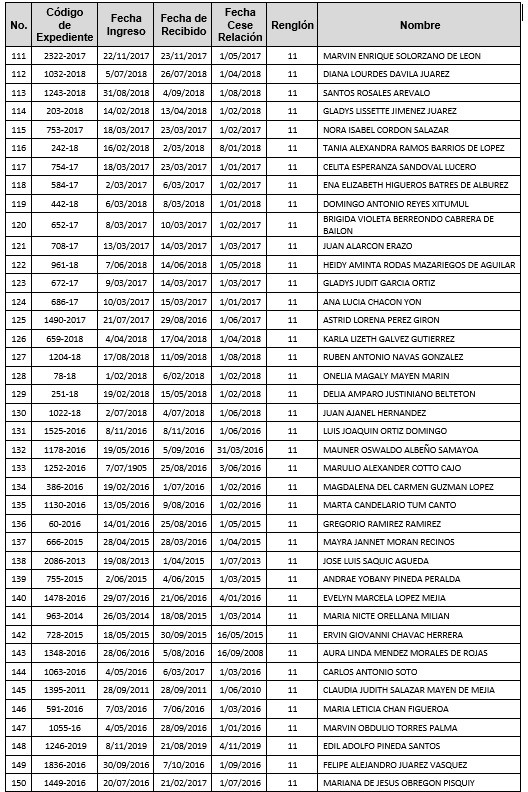 No. Código de Expediente Fecha Ingreso Fecha de Recibido Fecha Cese Relación Renglón Nombre
111 2322-2017 22/11/2017 23/11/2017 1/05/2017 11 MARVIN ENRIQUE SOLORZANO DE LEON
112 1032-2018 5/07/2018 26/07/2018 1/04/2018 11 DIANA LOURDES DAVILA JUAREZ
113 1243-2018 31/08/2018 4/09/2018 1/08/2018 11 SANTOS ROSALES AREVALO
114 203-2018 14/02/2018 13/04/2018 1/02/2018 11 GLADYS LISSETTE JIMENEZ JUAREZ
115 753-2017 18/03/2017 23/03/2017 1/02/2017 11 NORA ISABEL CORDON SALAZAR
116 242-18 16/02/2018 2/03/2018 8/01/2018 11 TANIA ALEXANDRA RAMOS BARRIOS DE LOPEZ
117 754-17 18/03/2017 23/03/2017 1/02/2017 11 CELITA ESPERANZA SANDOVAL LUCERO
118 584-17 2/03/2017 6/03/2017 1/02/2017 11 ENA ELIZABETH HIGUEROS BATRES DE ALBUREZ
119 442-18 6/03/2018 8/03/2018 1/01/2018 11 DOMINGO ANTONIO REYES XITUMUL
120 652-17 8/03/2017 10/03/2017 1/02/2017 11 BRIGIDA VIOLETA BERREONDO CABRERA DE BAILON
121 708-17 13/03/2017 14/03/2017 1/03/2017 11 JUAN ALARCON ERAZO
122 961-18 7/06/2018 14/06/2018 1/05/2018 11 HEIDY AMINTA RODAS MAZARIEGOS DE AGUILAR
123 672-17 9/03/2017 14/03/2017 1/03/2017 11 GLADYS JUDIT GARCIA ORTIZ
124 686-17 10/03/2017 15/03/2017 1/01/2017 11 ANA LUCIA CHACON YON
125 1490-2017 21/07/2017 29/08/2016 1/06/2017 11 ASTRID LORENA PEREZ GIRON
126 659-2018 4/04/2018 17/04/2018 1/04/2018 11 KARLA LIZETH GALVEZ GUTIERREZ
127 1204-18 17/08/2018 11/09/2018 1/08/2018 11 RUBEN ANTONIO NAVAS GONZALEZ
128 78-18 1/02/2018 6/02/2018 1/02/2018 11 ONELIA MAGALY MAYEN MARIN
129 251-18 19/02/2018 15/05/2018 1/02/2018 11 DELIA AMPARO JUSTINIANO BELTETON
130 1022-18 2/07/2018 4/07/2018 1/06/2018 11 JUAN AJANEL HERNANDEZ
131 1525-2016 8/11/2016 8/11/2016 1/06/2016 11 LUIS JOAQUIN ORTIZ DOMINGO
132 1178-2016 19/05/2016 5/09/2016 31/03/2016 11 MAUNER OSWALDO ALBEÑO SAMAYOA
133 1252-2016 7/07/1905 25/08/2016 3/06/2016 11 MARULIO ALEXANDER COTTO CAJO
134 386-2016 19/02/2016 1/07/2016 1/02/2016 11 MAGDALENA DEL CARMEN GUZMAN LOPEZ
135 1130-2016 13/05/2016 9/08/2016 1/02/2016 11 MARTA CANDELARIO TUM CANTO
136 60-2016 14/01/2016 25/08/2016 1/05/2015 11 GREGORIO RAMIREZ RAMIREZ
137 666-2015 28/04/2015 28/03/2016 1/04/2015 11 MAYRA JANNET MORAN RECINOS
138 2086-2013 19/08/2013 1/04/2015 1/07/2013 11 JOSE LUIS SAQUIC AGUEDA
139 755-2015 2/06/2015 4/06/2015 1/03/2015 11 ANDRAE YOBANY PINEDA PERALDA
140 1478-2016 29/07/2016 21/06/2016 4/01/2016 11 EVELYN MARCELA LOPEZ MEJIA
141 963-2014 26/03/2014 18/08/2015 1/03/2014 11 MARIA NICTE ORELLANA MILIAN
142 728-2015 18/05/2015 30/09/2015 16/05/2015 11 ERVIN GIOVANNI CHAVAC HERRERA
143 1348-2016 28/06/2016 5/08/2016 16/09/2008 11 AURA LINDA MENDEZ MORALES DE ROJAS
144 1063-2016 4/05/2016 6/03/2017 1/03/2016 11 CARLOS ANTONIO SOTO
145 1395-2011 28/09/2011 28/09/2011 1/06/2010 11 CLAUDIA JUDITH SALAZAR MAYEN DE MEJIA
146 591-2016 7/03/2016 7/06/2016 1/03/2016 11 MARIA LETICIA CHAN FIGUEROA
147 1055-16 4/05/2016 28/09/2016 1/01/2016 11 MARVIN OBDULIO TORRES PALMA
148 1246-2019 8/11/2019 21/08/2019 4/11/2019 11 EDIL ADOLFO PINEDA SANTOS
149 1836-2016 30/09/2016 7/10/2016 1/09/2016 11 FELIPE ALEJANDRO JUAREZ VASQUEZ
150 1449-2016 20/07/2016 21/02/2017 1/07/2016 11 MARIANA DE JESUS OBREGON PISQUIY